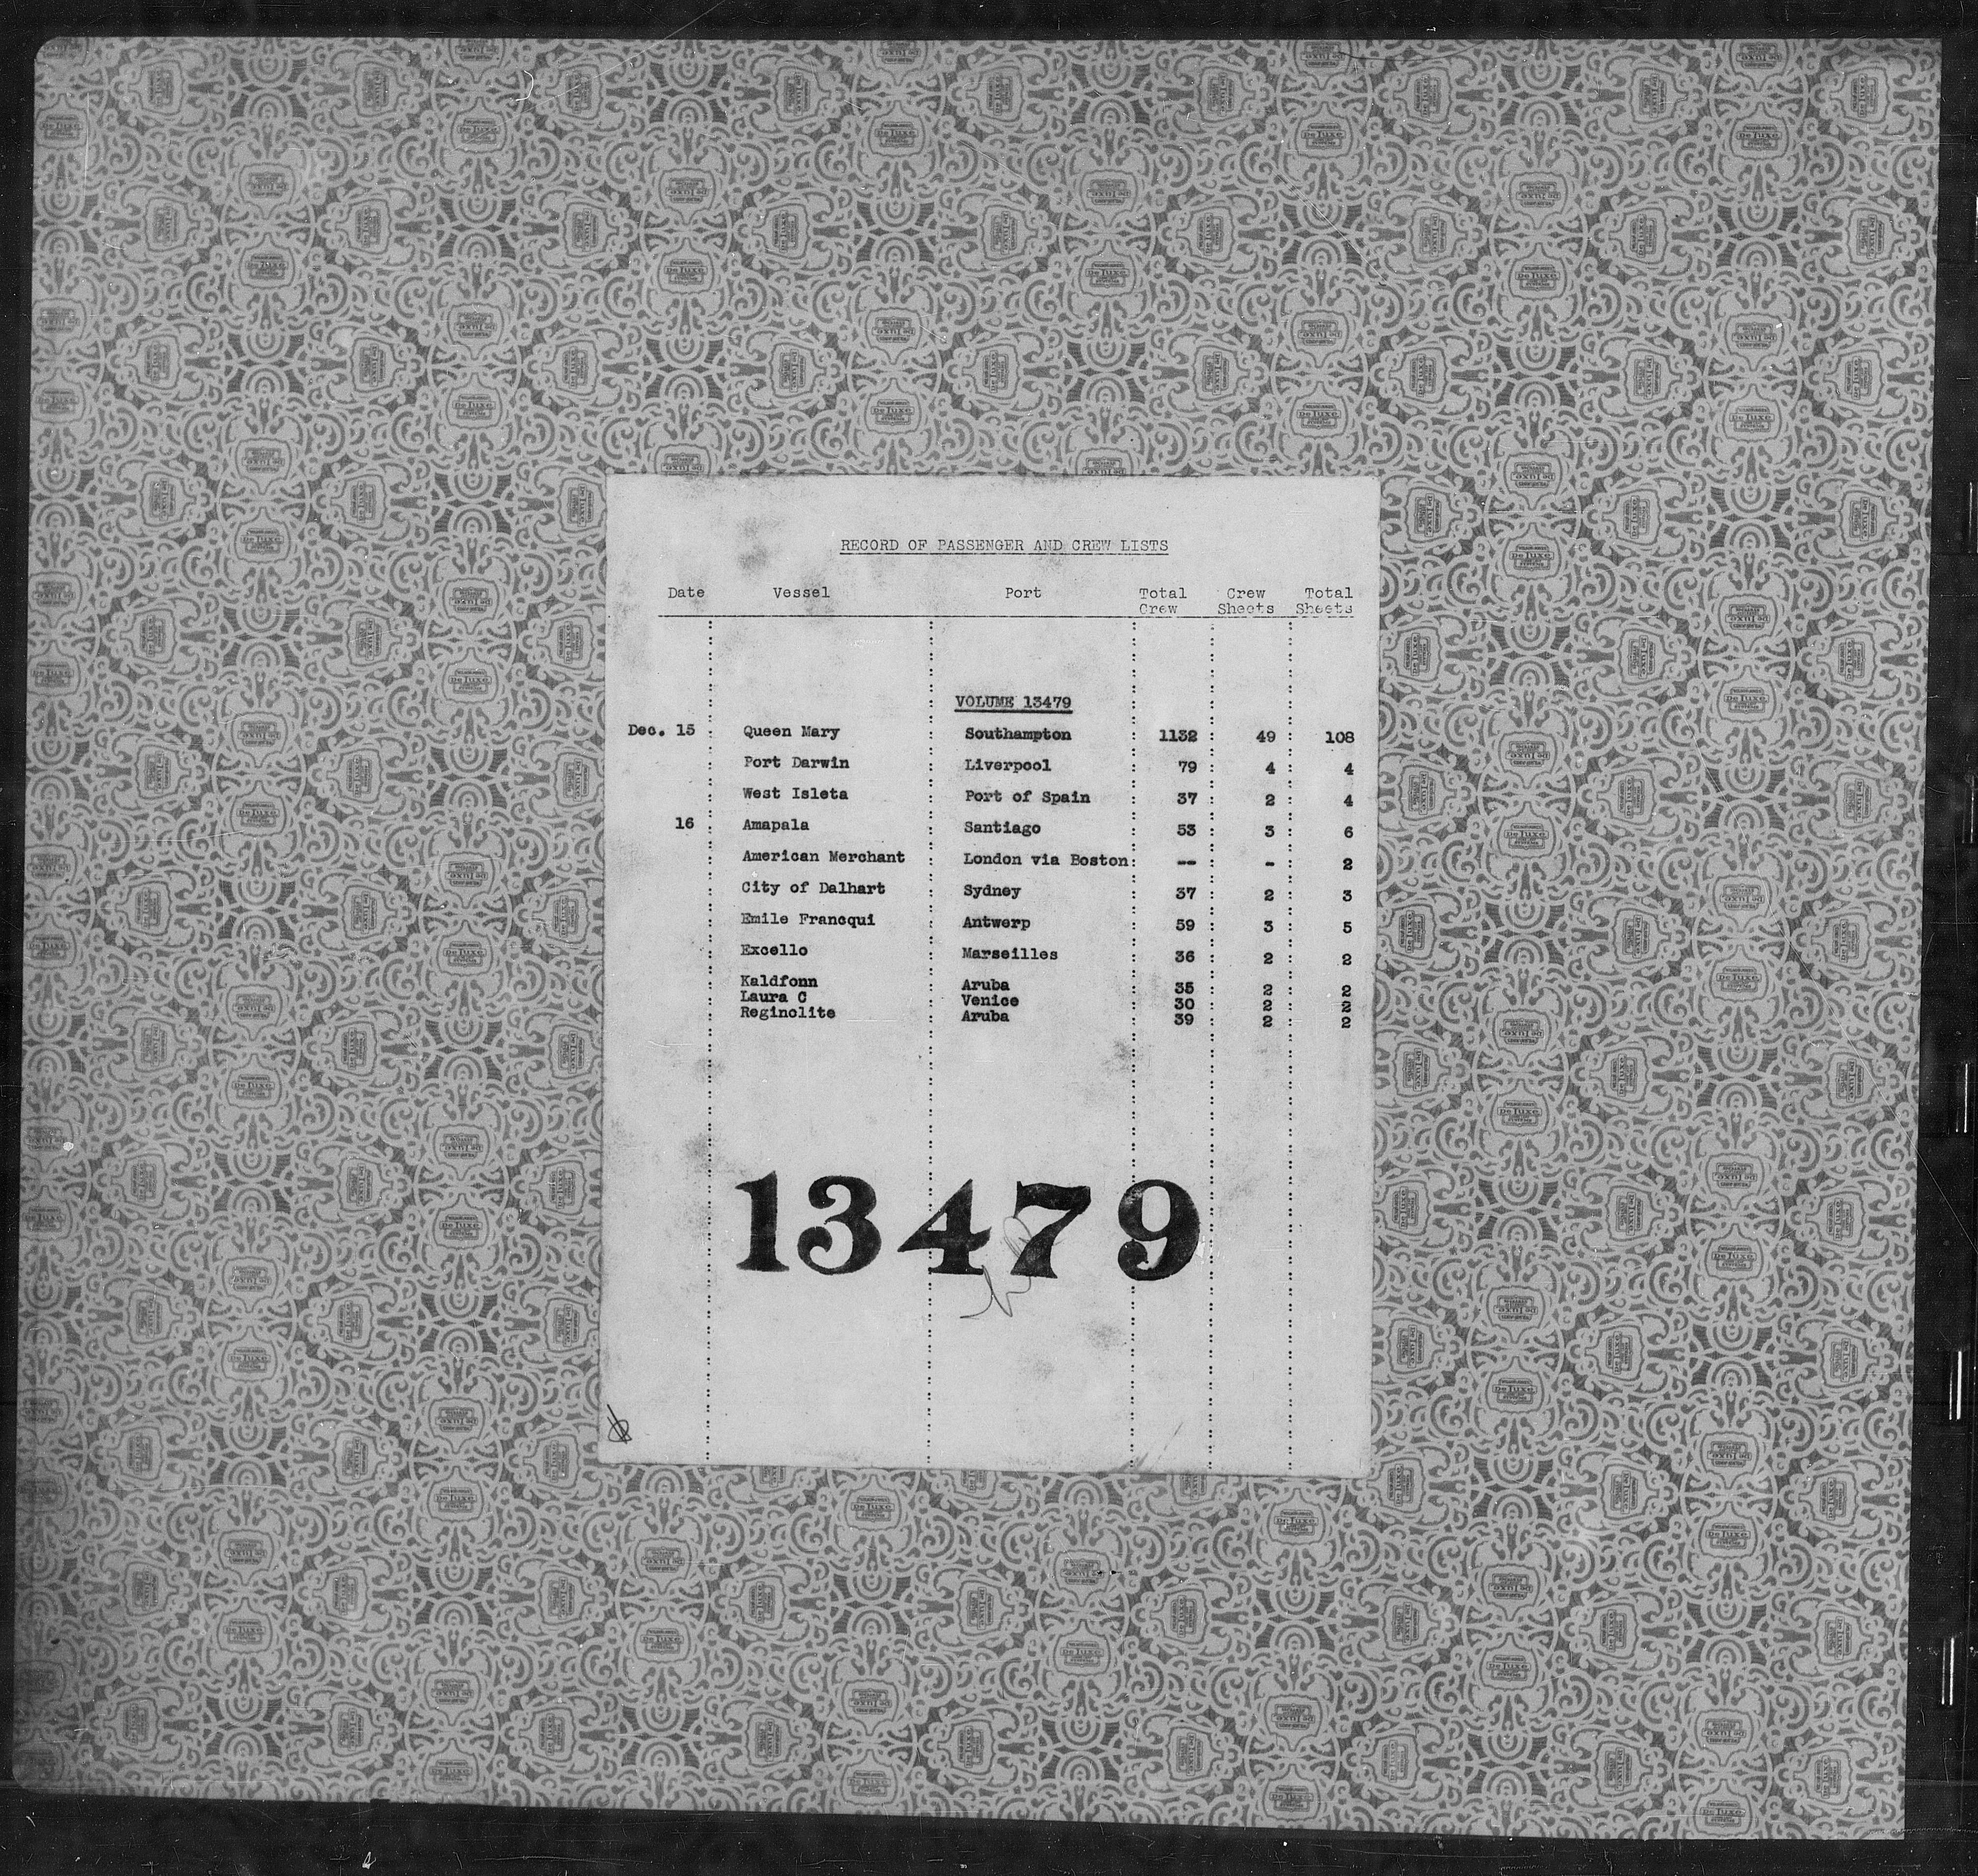 RECORD OF PASSENGER AND CREW LISTS
Date Vessel Port Total Crew Total
Crew Sheets Sheets
VOLUME 13479
Dec. 15 Queen Mary Southampton 1132 49 108
Port Darwin Liverpool 79 4 4
West Isleta Port of Spain 37 2 4
16 Amapala Santiago 53 3 6
American Merchant London via Boston -- - 2
City of Dalhart Sydney 37 2 3
Emile Francqui Antwerp 59 3 5
Excello Marseilles 36 2 2
Kaldfonn Aruba 35 2 2
Laura C Venice 30 2 2
Reginolite Aruba 39 2 2
13479